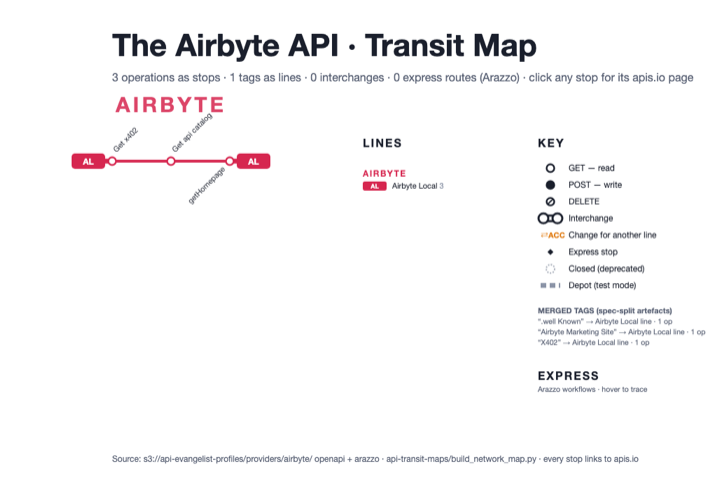 The Airbyte API · Transit Map
3 operations as stops · 1 tags as lines · 0 interchanges · 0 express routes (Arazzo) · click any stop for its apis.io page
AIRBYTE
Get x402
Get api catalog
getHomepage
AL
AL
LINES
AIRBYTE
AL Airbyte Local 3
KEY
GET — read
POST — write
DELETE
Interchange
⇄ACC Change for another line
Express stop
Closed (deprecated)
Depot (test mode)
MERGED TAGS (spec-split artefacts)
".well Known" → Airbyte Local line · 1 op
"Airbyte Marketing Site" → Airbyte Local line · 1 op
"X402" → Airbyte Local line · 1 op
EXPRESS
Arazzo workflows · hover to trace
Source: s3://api-evangelist-profiles/providers/airbyte/ openapi + arazzo · api-transit-maps/build_network_map.py · every stop links to apis.io